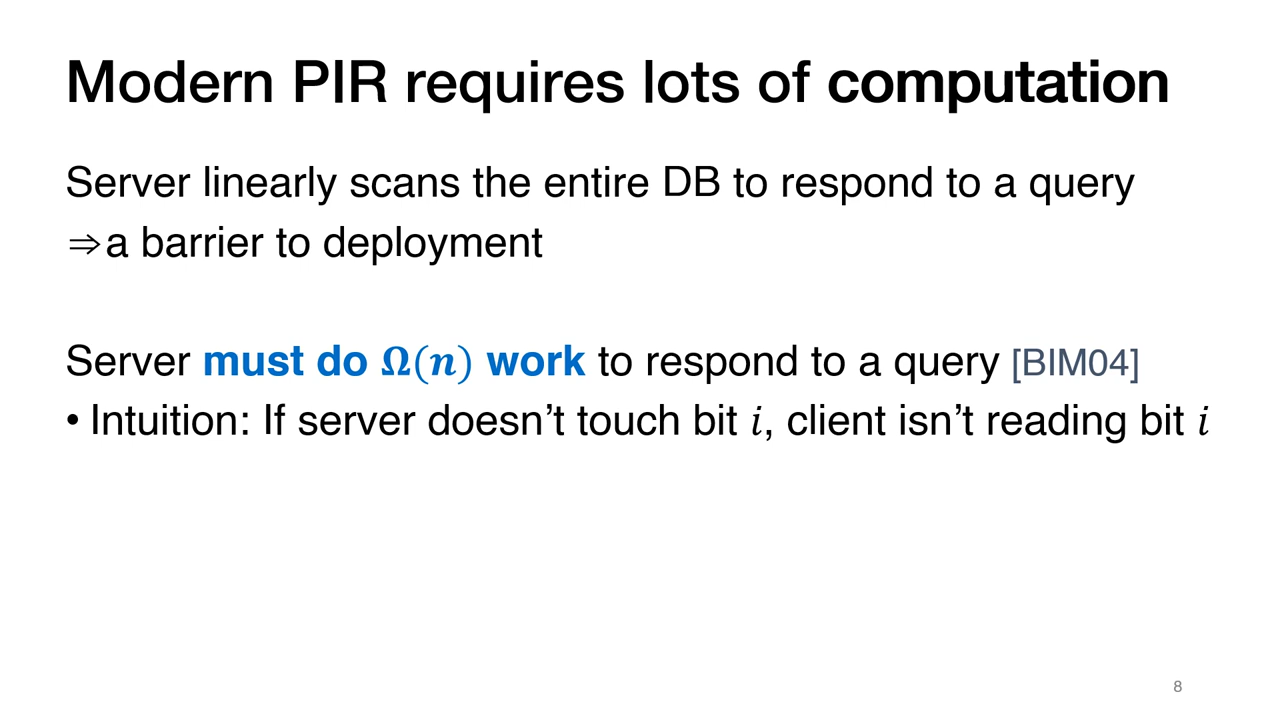 Modern PIR requires lots of computation
Server linearly scans the entire DB to respond to a query
⇒a barrier to deployment
Server must do Ω(n) work to respond to a query [BIM04]
• Intuition: If server doesn’t touch bit i, client isn’t reading bit i
8